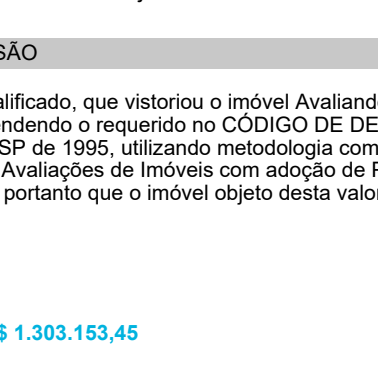 SÃO
alificado, que vistoriou o imóvel Avaliand
endendo o requerido no CÓDIGO DE DE
SP de 1995, utilizando metodologia com
Avaliações de Imóveis com adoção de F
portanto que o imóvel objeto desta valor
$ 1.303.153,45